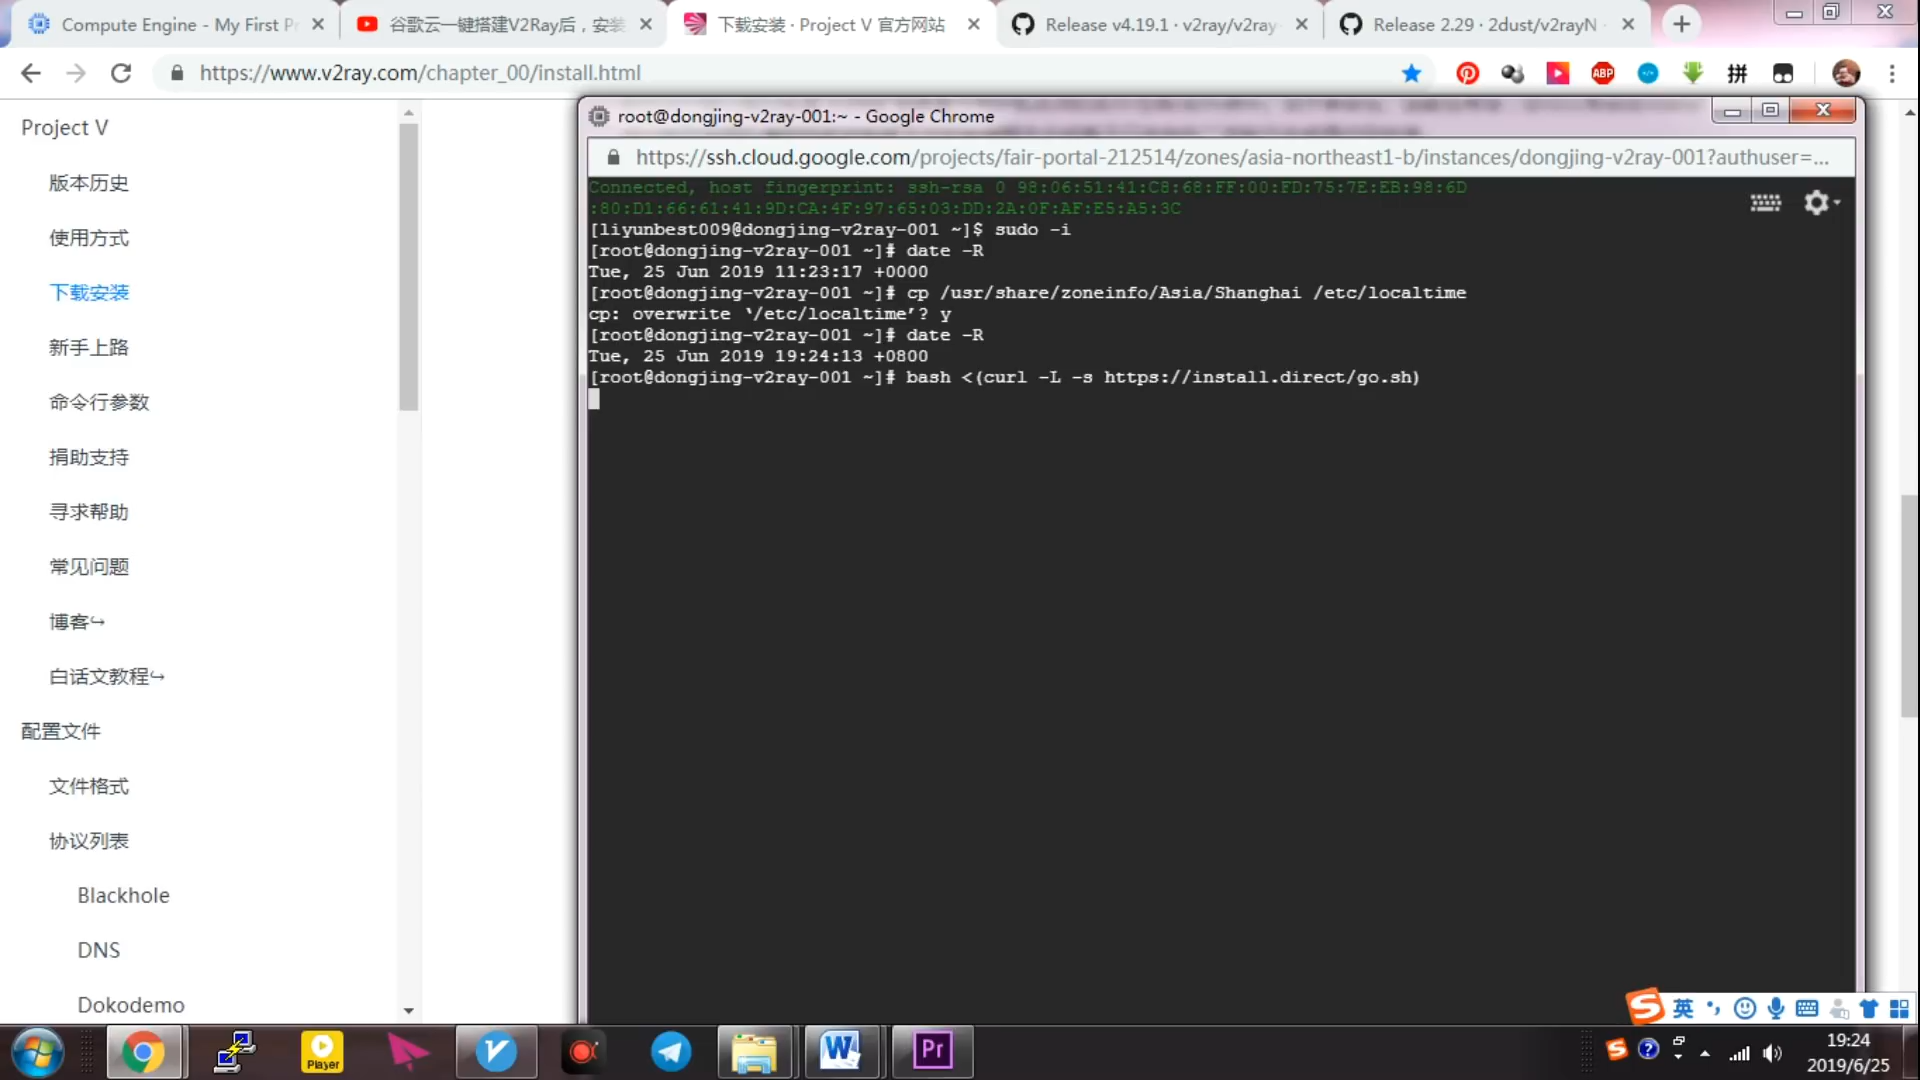 Compute Engine - My First Pr
谷歌云一键搭建V2Ray后，安装
下载安装 · Project V 官方网站
Release v4.19.1 · v2ray/v2ray-
Release 2.29 · 2dust/v2rayN
https://www.v2ray.com/chapter_00/install.html
ABP
拼
Project V
版本历史
使用方式
下载安装
新手上路
命令行参数
捐助支持
寻求帮助
常见问题
博客↪
白话文教程↪
配置文件
文件格式
协议列表
Blackhole
DNS
Dokodemo
root@dongjing-v2ray-001:~ - Google Chrome
https://ssh.cloud.google.com/projects/fair-portal-212514/zones/asia-northeast1-b/instances/dongjing-v2ray-001?authuser=...
Connected, host fingerprint: ssh-rsa 0 98:06:51:41:C8:68:FF:00:FD:75:7E:EB:98:6D
:80:D1:66:61:41:9D:CA:4F:97:65:03:DD:2A:0F:AF:E5:A5:3C
[liyunbest009@dongjing-v2ray-001 ~]$ sudo -i
[root@dongjing-v2ray-001 ~]# date -R
Tue, 25 Jun 2019 11:23:17 +0000
[root@dongjing-v2ray-001 ~]# cp /usr/share/zoneinfo/Asia/Shanghai /etc/localtime
cp: overwrite ‘/etc/localtime’? y
[root@dongjing-v2ray-001 ~]# date -R
Tue, 25 Jun 2019 19:24:13 +0800
[root@dongjing-v2ray-001 ~]# bash <(curl -L -s https://install.direct/go.sh)
英
Player
W
Pr
19:24
2019/6/25